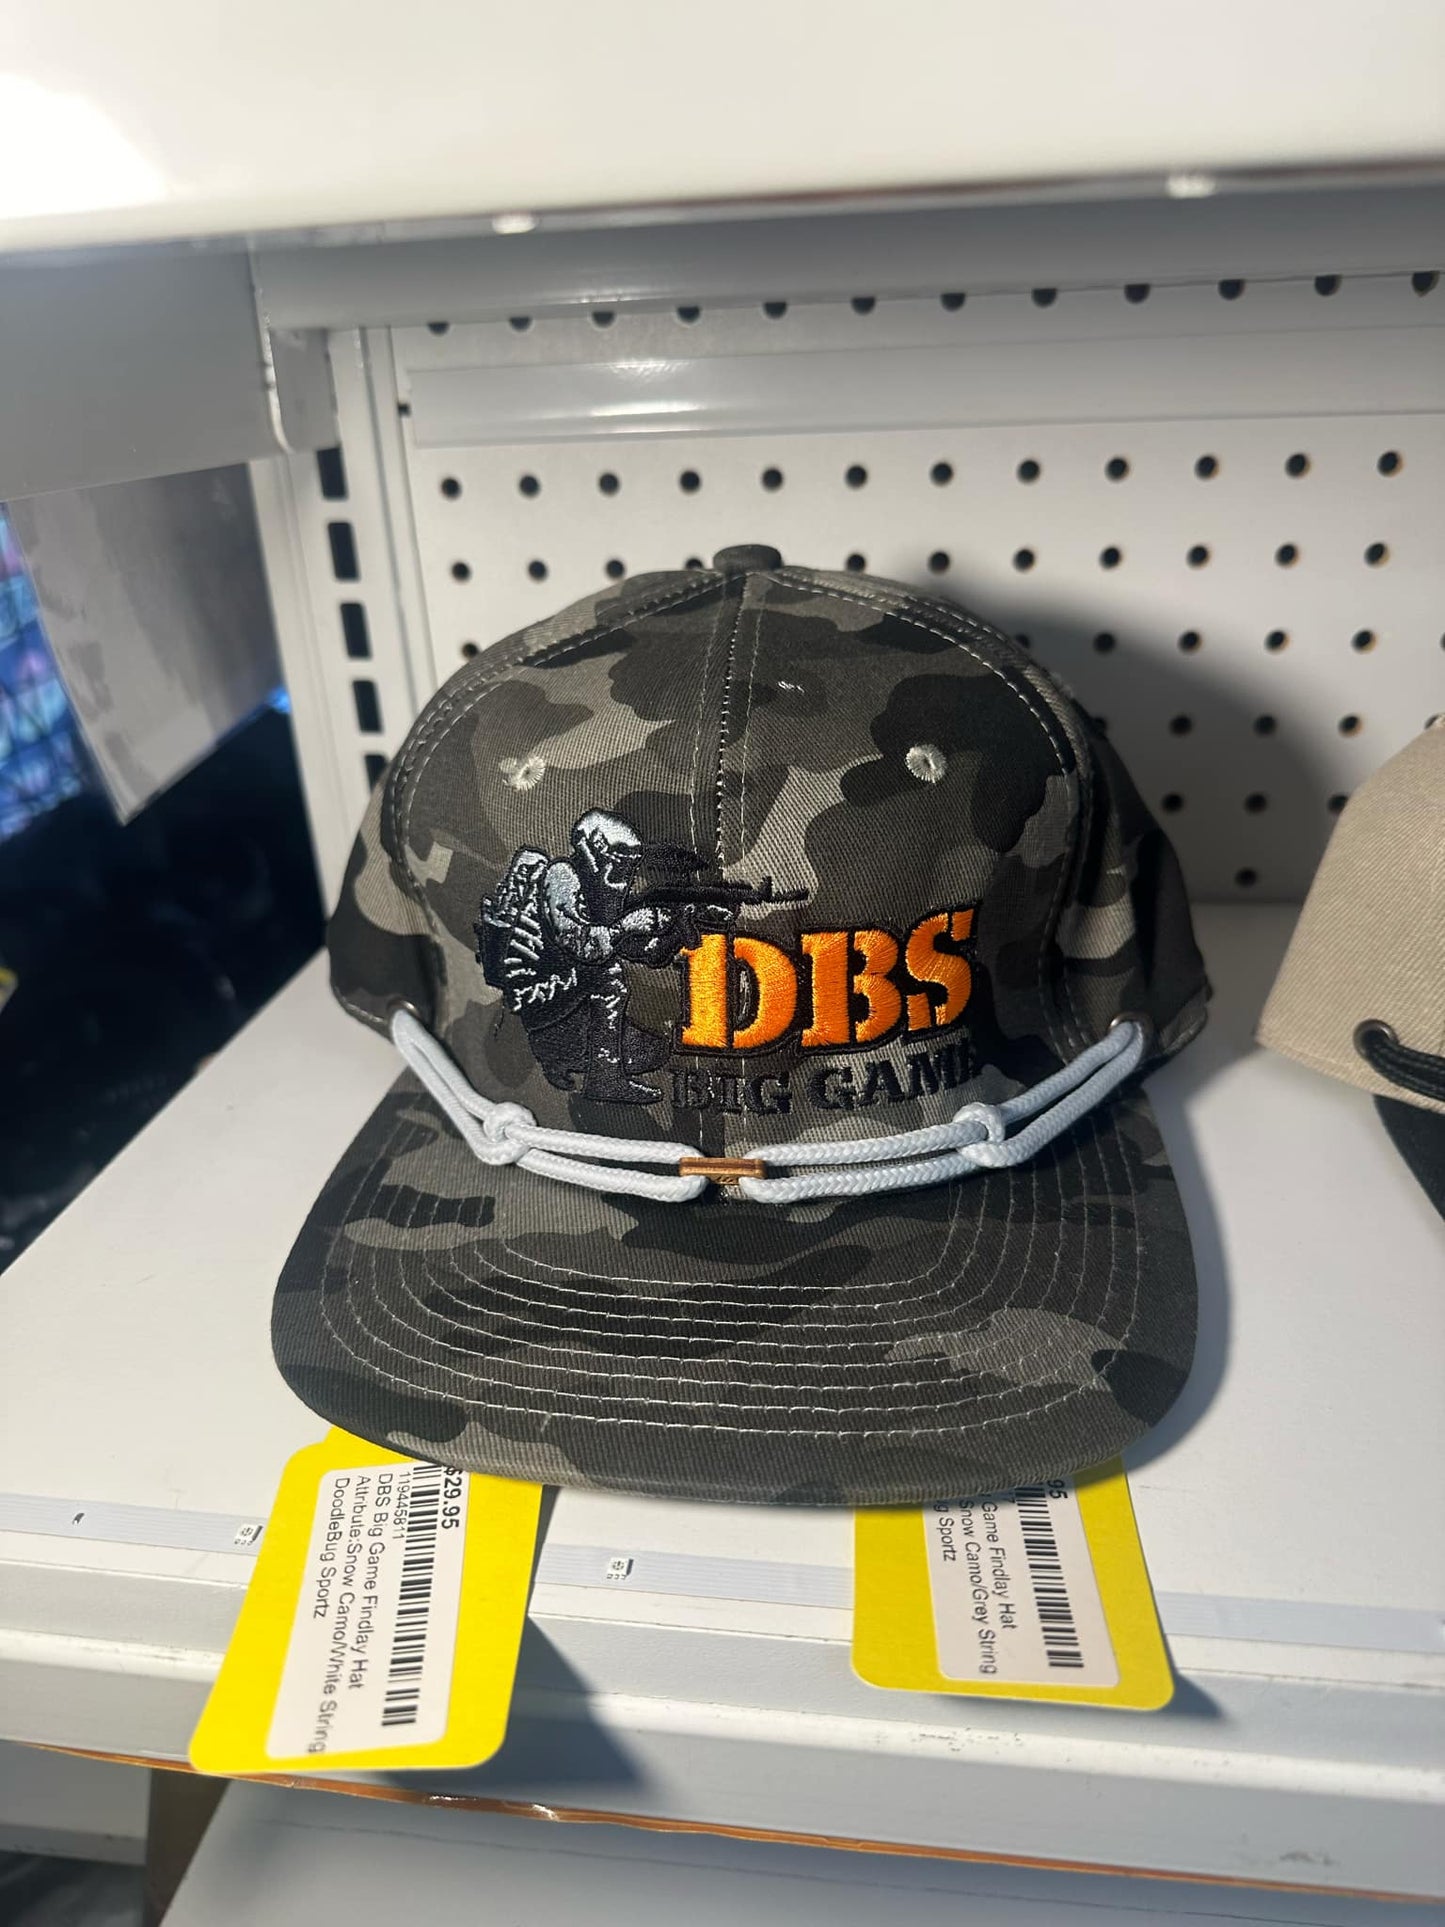 DBS
BIG GAME
$29.95
119445811
DBS Big Game Findlay Hat
Attribute:Snow Camo/White String
DoodleBug Sportz
95
Game Findlay Hat
Snow Camo/Grey String
Sportz